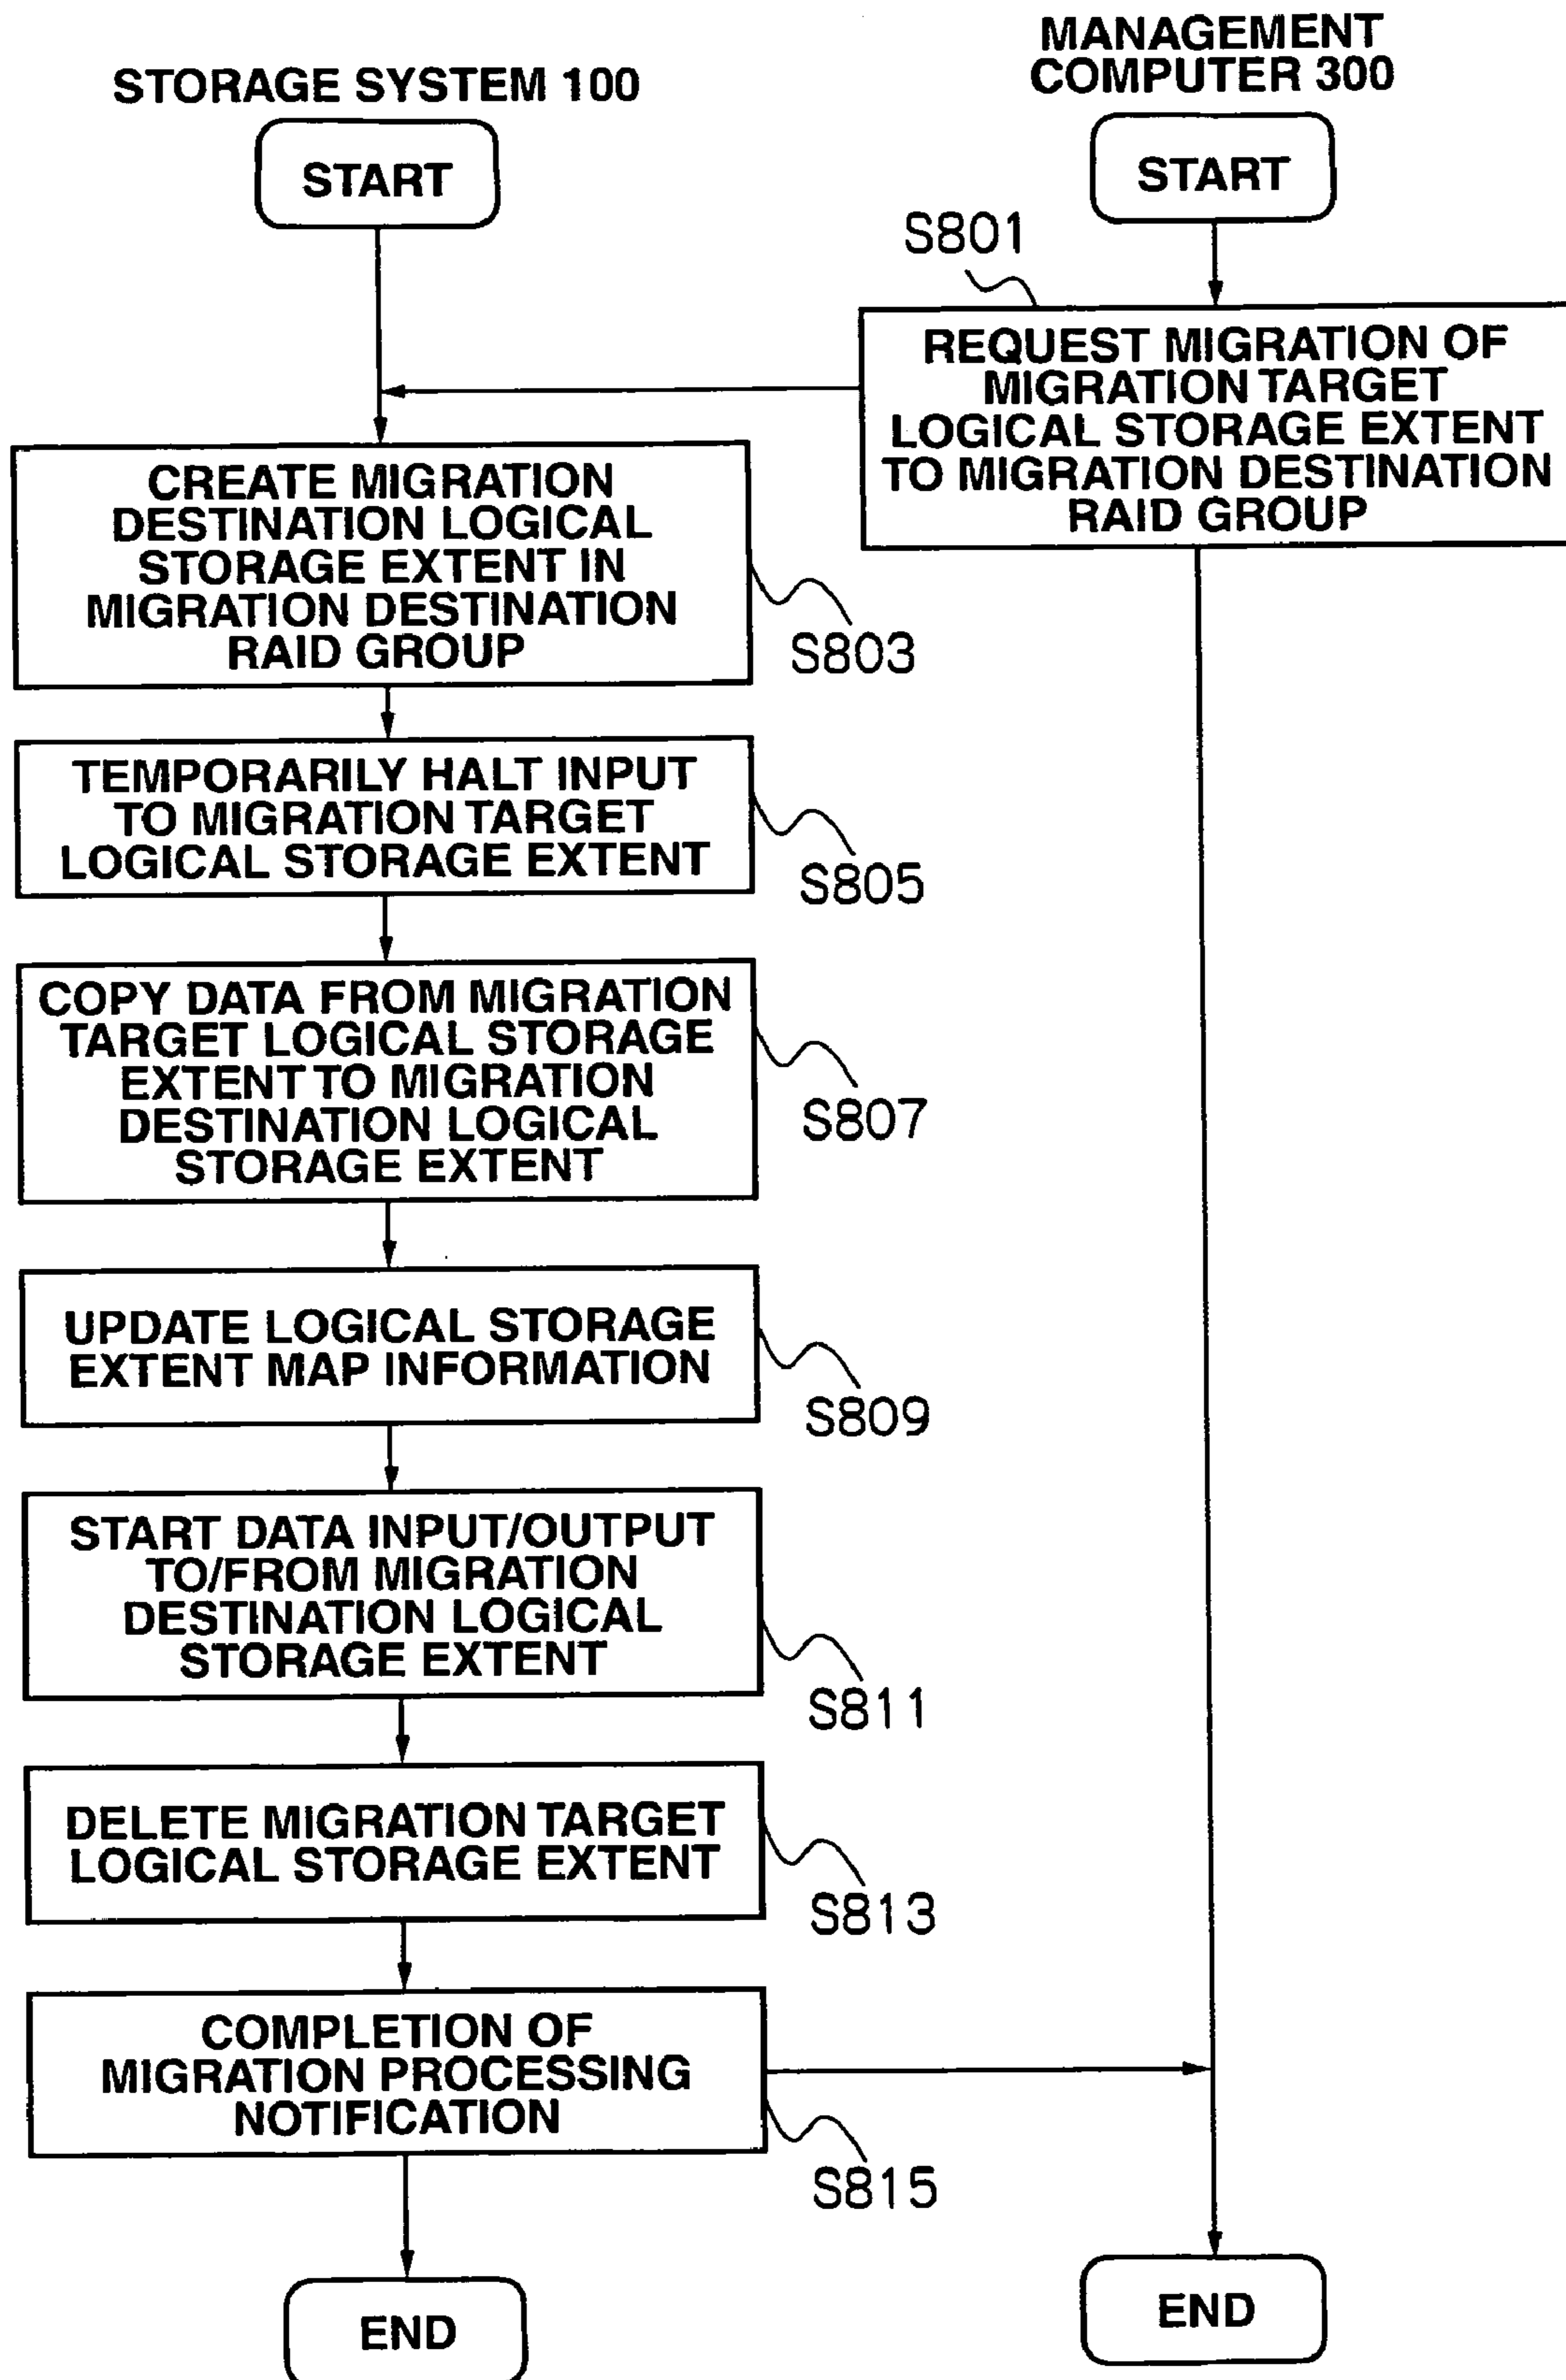 STORAGE SYSTEM 100
MANAGEMENT
COMPUTER 300
START
START
S801
REQUEST MIGRATION OF
MIGRATION TARGET
LOGICAL STORAGE EXTENT
TO MIGRATION DESTINATION
RAID GROUP
CREATE MIGRATION
DESTINATION LOGICAL
STORAGE EXTENT IN
MIGRATION DESTINATION
RAID GROUP
S803
TEMPORARILY HALT INPUT
TO MIGRATION TARGET
LOGICAL STORAGE EXTENT
S805
COPY DATA FROM MIGRATION
TARGET LOGICAL STORAGE
EXTENT TO MIGRATION
DESTINATION LOGICAL
STORAGE EXTENT
S807
UPDATE LOGICAL STORAGE
EXTENT MAP INFORMATION
S809
START DATA INPUT/OUTPUT
TO/FROM MIGRATION
DESTINATION LOGICAL
STORAGE EXTENT
S811
DELETE MIGRATION TARGET
LOGICAL STORAGE EXTENT
S813
COMPLETION OF
MIGRATION PROCESSING
NOTIFICATION
S815
END
END